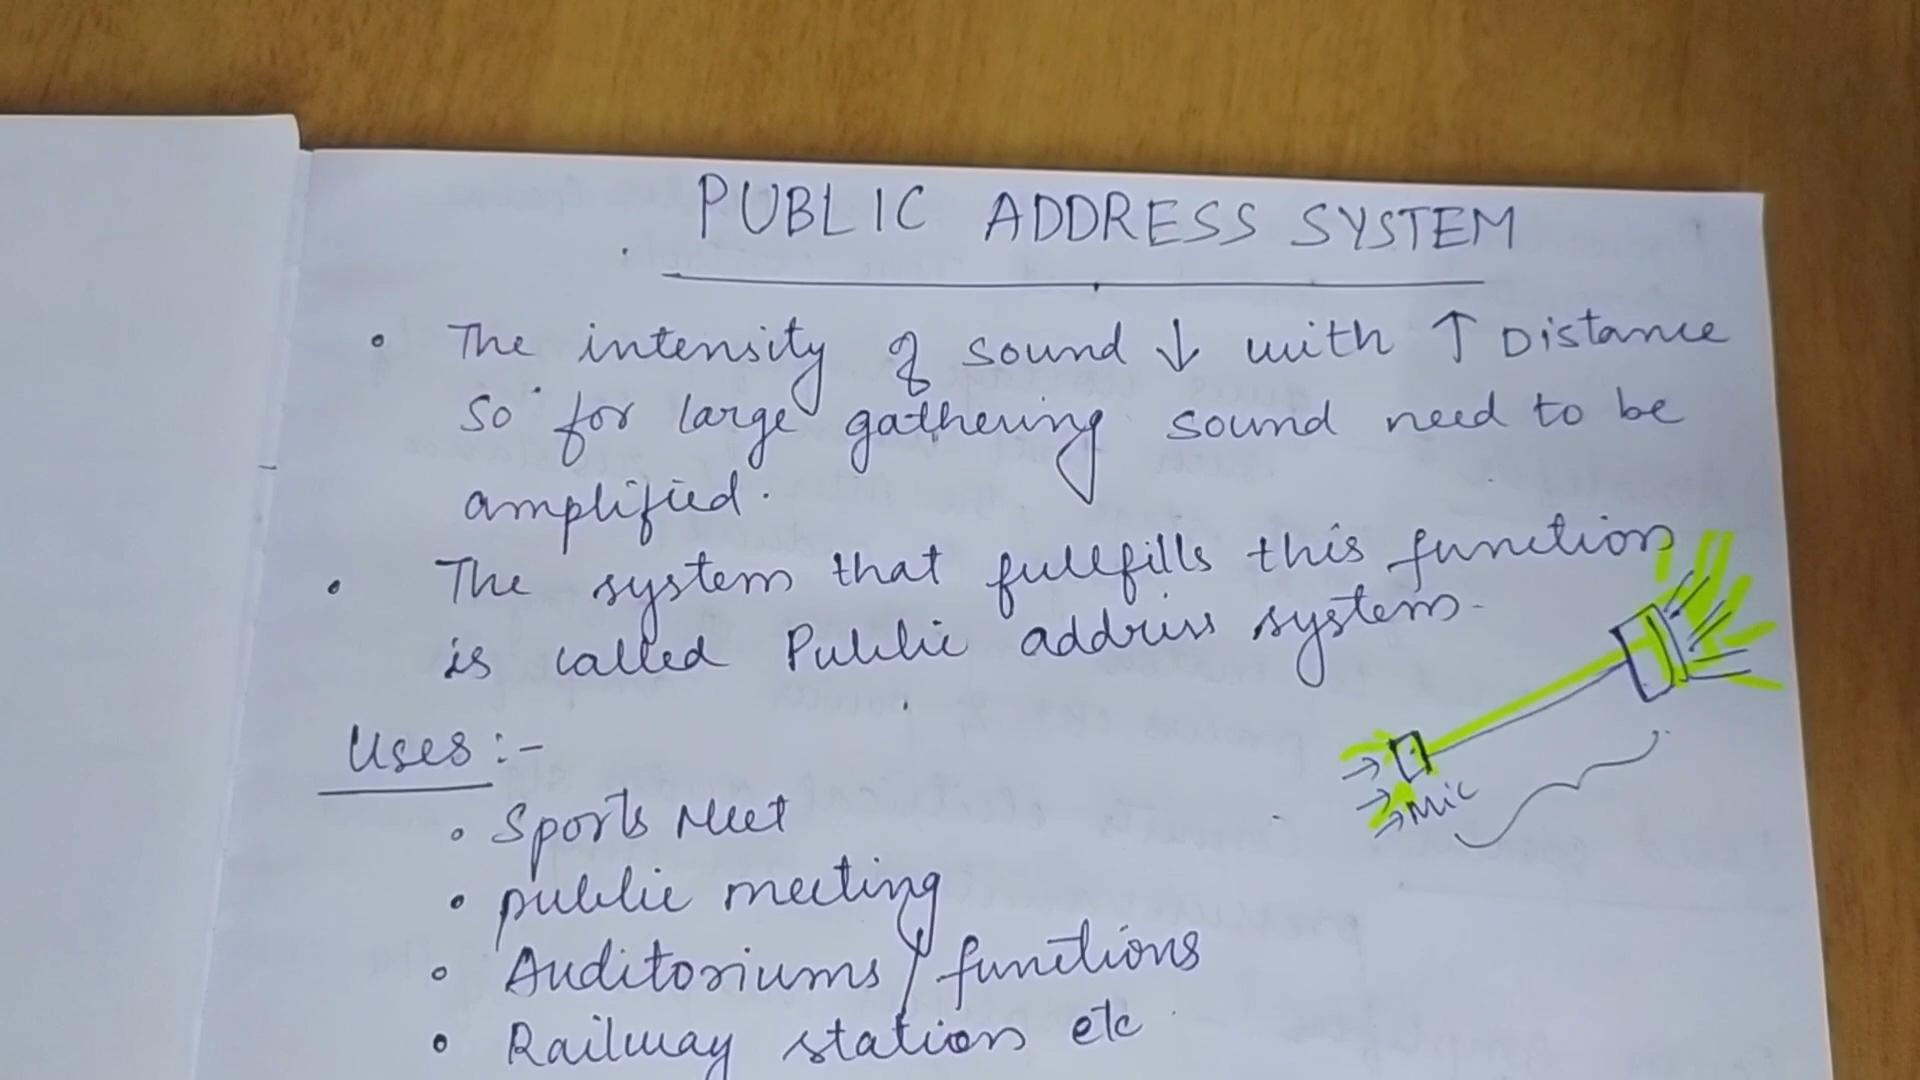 PUBLIC ADDRESS SYSTEM
• The intensity of sound ↓ with ↑ Distance
so for large gathering sound need to be
amplified.
• The system that fullfills this function
is called Public address system.
Mic
Uses :-
• Sports Meet
• public meeting
• Auditoriums / functions
• Railway station etc